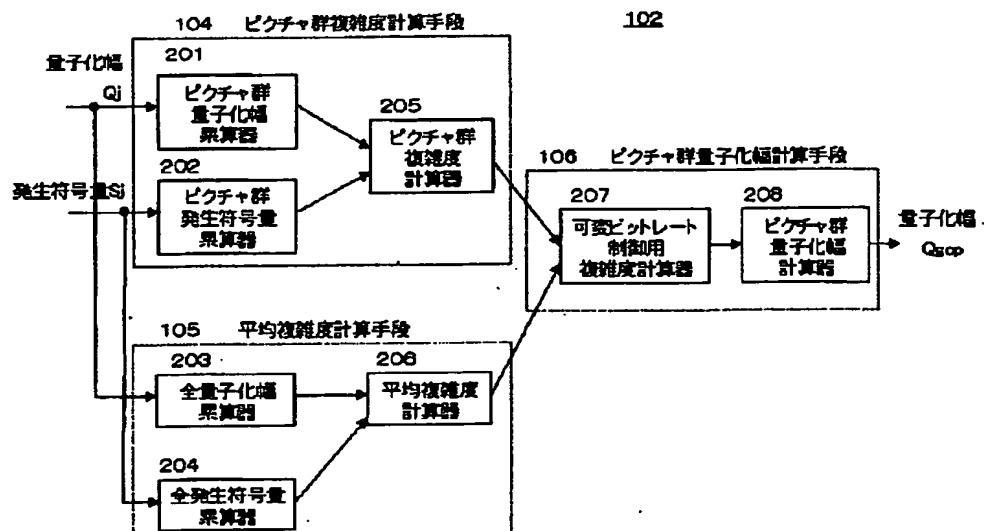 104 ピクチャ群複雑度計算手段
102
201
量子化幅
Qj
ピクチャ群
量子化幅
累算器
205
ピクチャ群
複雑度
計算器
202
発生符号量Sj
ピクチャ群
発生符号量
累算器
106 ピクチャ群量子化幅計算手段
207
可変ビットレート
制御用
複雑度計算器
208
ピクチャ群
量子化幅
計算器
量子化幅
Qgop
105 平均複雑度計算手段
203
全量子化幅
累算器
206
平均複雑度
計算器
204
全発生符号量
累算器